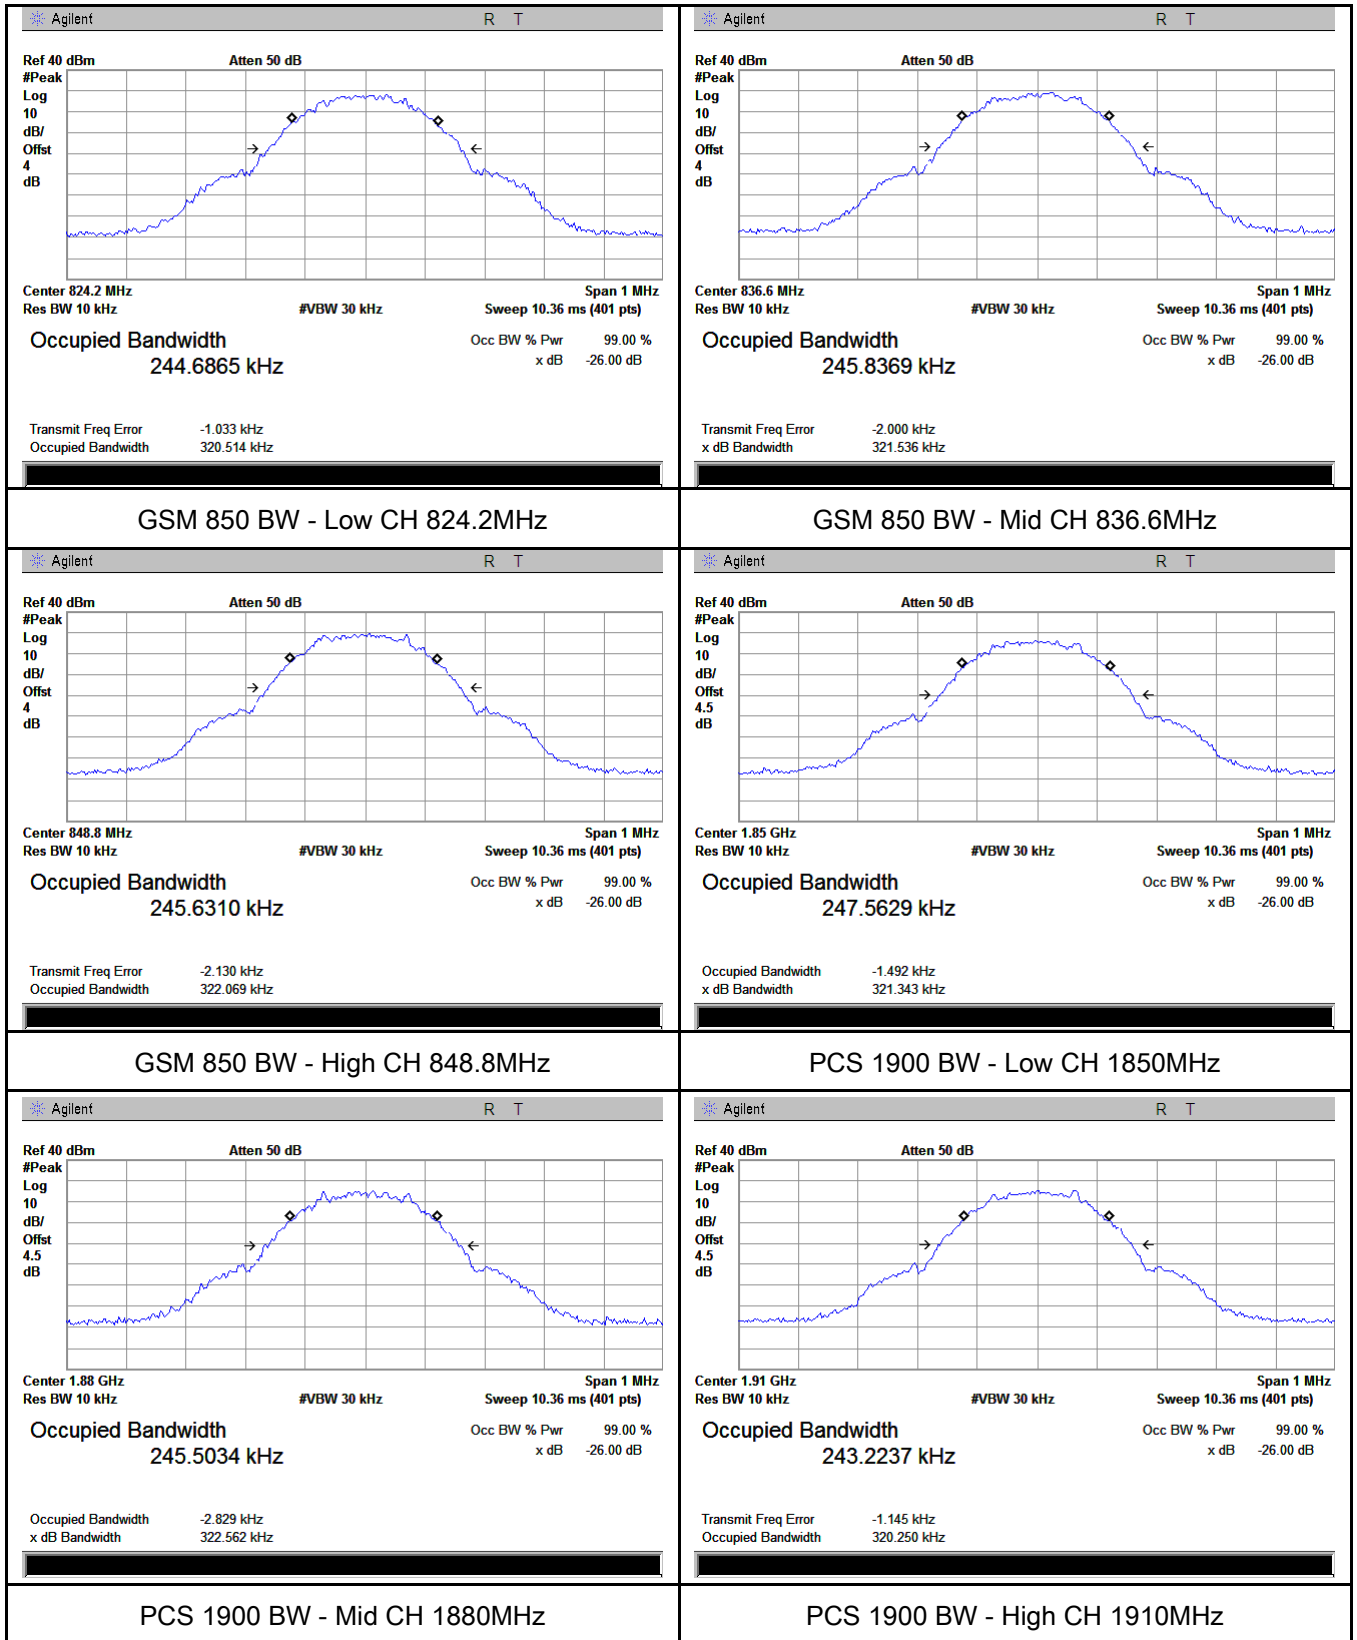 Agilent R T
Ref 40 dBm Atten 50 dB
#Peak
Log
10
dB/
Offst
4
dB
Center 824.2 MHz Span 1 MHz
Res BW 10 kHz #VBW 30 kHz Sweep 10.36 ms (401 pts)
Occupied Bandwidth Occ BW % Pwr 99.00 %
244.6865 kHz x dB -26.00 dB
Transmit Freq Error -1.033 kHz
Occupied Bandwidth 320.514 kHz
GSM 850 BW - Low CH 824.2MHz
Agilent R T
Ref 40 dBm Atten 50 dB
#Peak
Log
10
dB/
Offst
4
dB
Center 836.6 MHz Span 1 MHz
Res BW 10 kHz #VBW 30 kHz Sweep 10.36 ms (401 pts)
Occupied Bandwidth Occ BW % Pwr 99.00 %
245.8369 kHz x dB -26.00 dB
Transmit Freq Error -2.000 kHz
x dB Bandwidth 321.536 kHz
GSM 850 BW - Mid CH 836.6MHz
Agilent R T
Ref 40 dBm Atten 50 dB
#Peak
Log
10
dB/
Offst
4
dB
Center 848.8 MHz Span 1 MHz
Res BW 10 kHz #VBW 30 kHz Sweep 10.36 ms (401 pts)
Occupied Bandwidth Occ BW % Pwr 99.00 %
245.6310 kHz x dB -26.00 dB
Transmit Freq Error -2.130 kHz
Occupied Bandwidth 322.069 kHz
GSM 850 BW - High CH 848.8MHz
Agilent R T
Ref 40 dBm Atten 50 dB
#Peak
Log
10
dB/
Offst
4.5
dB
Center 1.85 GHz Span 1 MHz
Res BW 10 kHz #VBW 30 kHz Sweep 10.36 ms (401 pts)
Occupied Bandwidth Occ BW % Pwr 99.00 %
247.5629 kHz x dB -26.00 dB
Occupied Bandwidth -1.492 kHz
x dB Bandwidth 321.343 kHz
PCS 1900 BW - Low CH 1850MHz
Agilent R T
Ref 40 dBm Atten 50 dB
#Peak
Log
10
dB/
Offst
4.5
dB
Center 1.88 GHz Span 1 MHz
Res BW 10 kHz #VBW 30 kHz Sweep 10.36 ms (401 pts)
Occupied Bandwidth Occ BW % Pwr 99.00 %
245.5034 kHz x dB -26.00 dB
Occupied Bandwidth -2.829 kHz
x dB Bandwidth 322.562 kHz
PCS 1900 BW - Mid CH 1880MHz
Agilent R T
Ref 40 dBm Atten 50 dB
#Peak
Log
10
dB/
Offst
4.5
dB
Center 1.91 GHz Span 1 MHz
Res BW 10 kHz #VBW 30 kHz Sweep 10.36 ms (401 pts)
Occupied Bandwidth Occ BW % Pwr 99.00 %
243.2237 kHz x dB -26.00 dB
Transmit Freq Error -1.145 kHz
Occupied Bandwidth 320.250 kHz
PCS 1900 BW - High CH 1910MHz